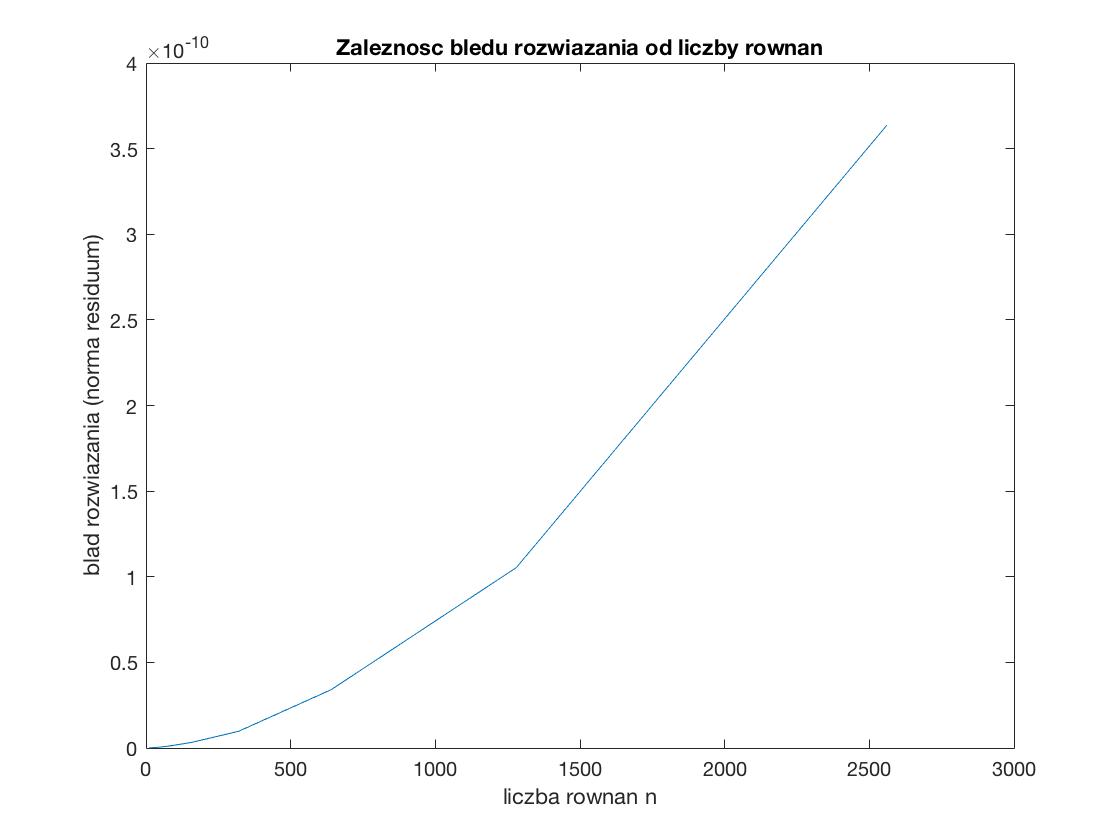 ×10-10
Zaleznosc bledu rozwiazania od liczby rownan
4
3.5
3
2.5
2
1.5
1
0.5
0
blad rozwiazania (norma residuum)
0 500 1000 1500 2000 2500 3000
liczba rownan n